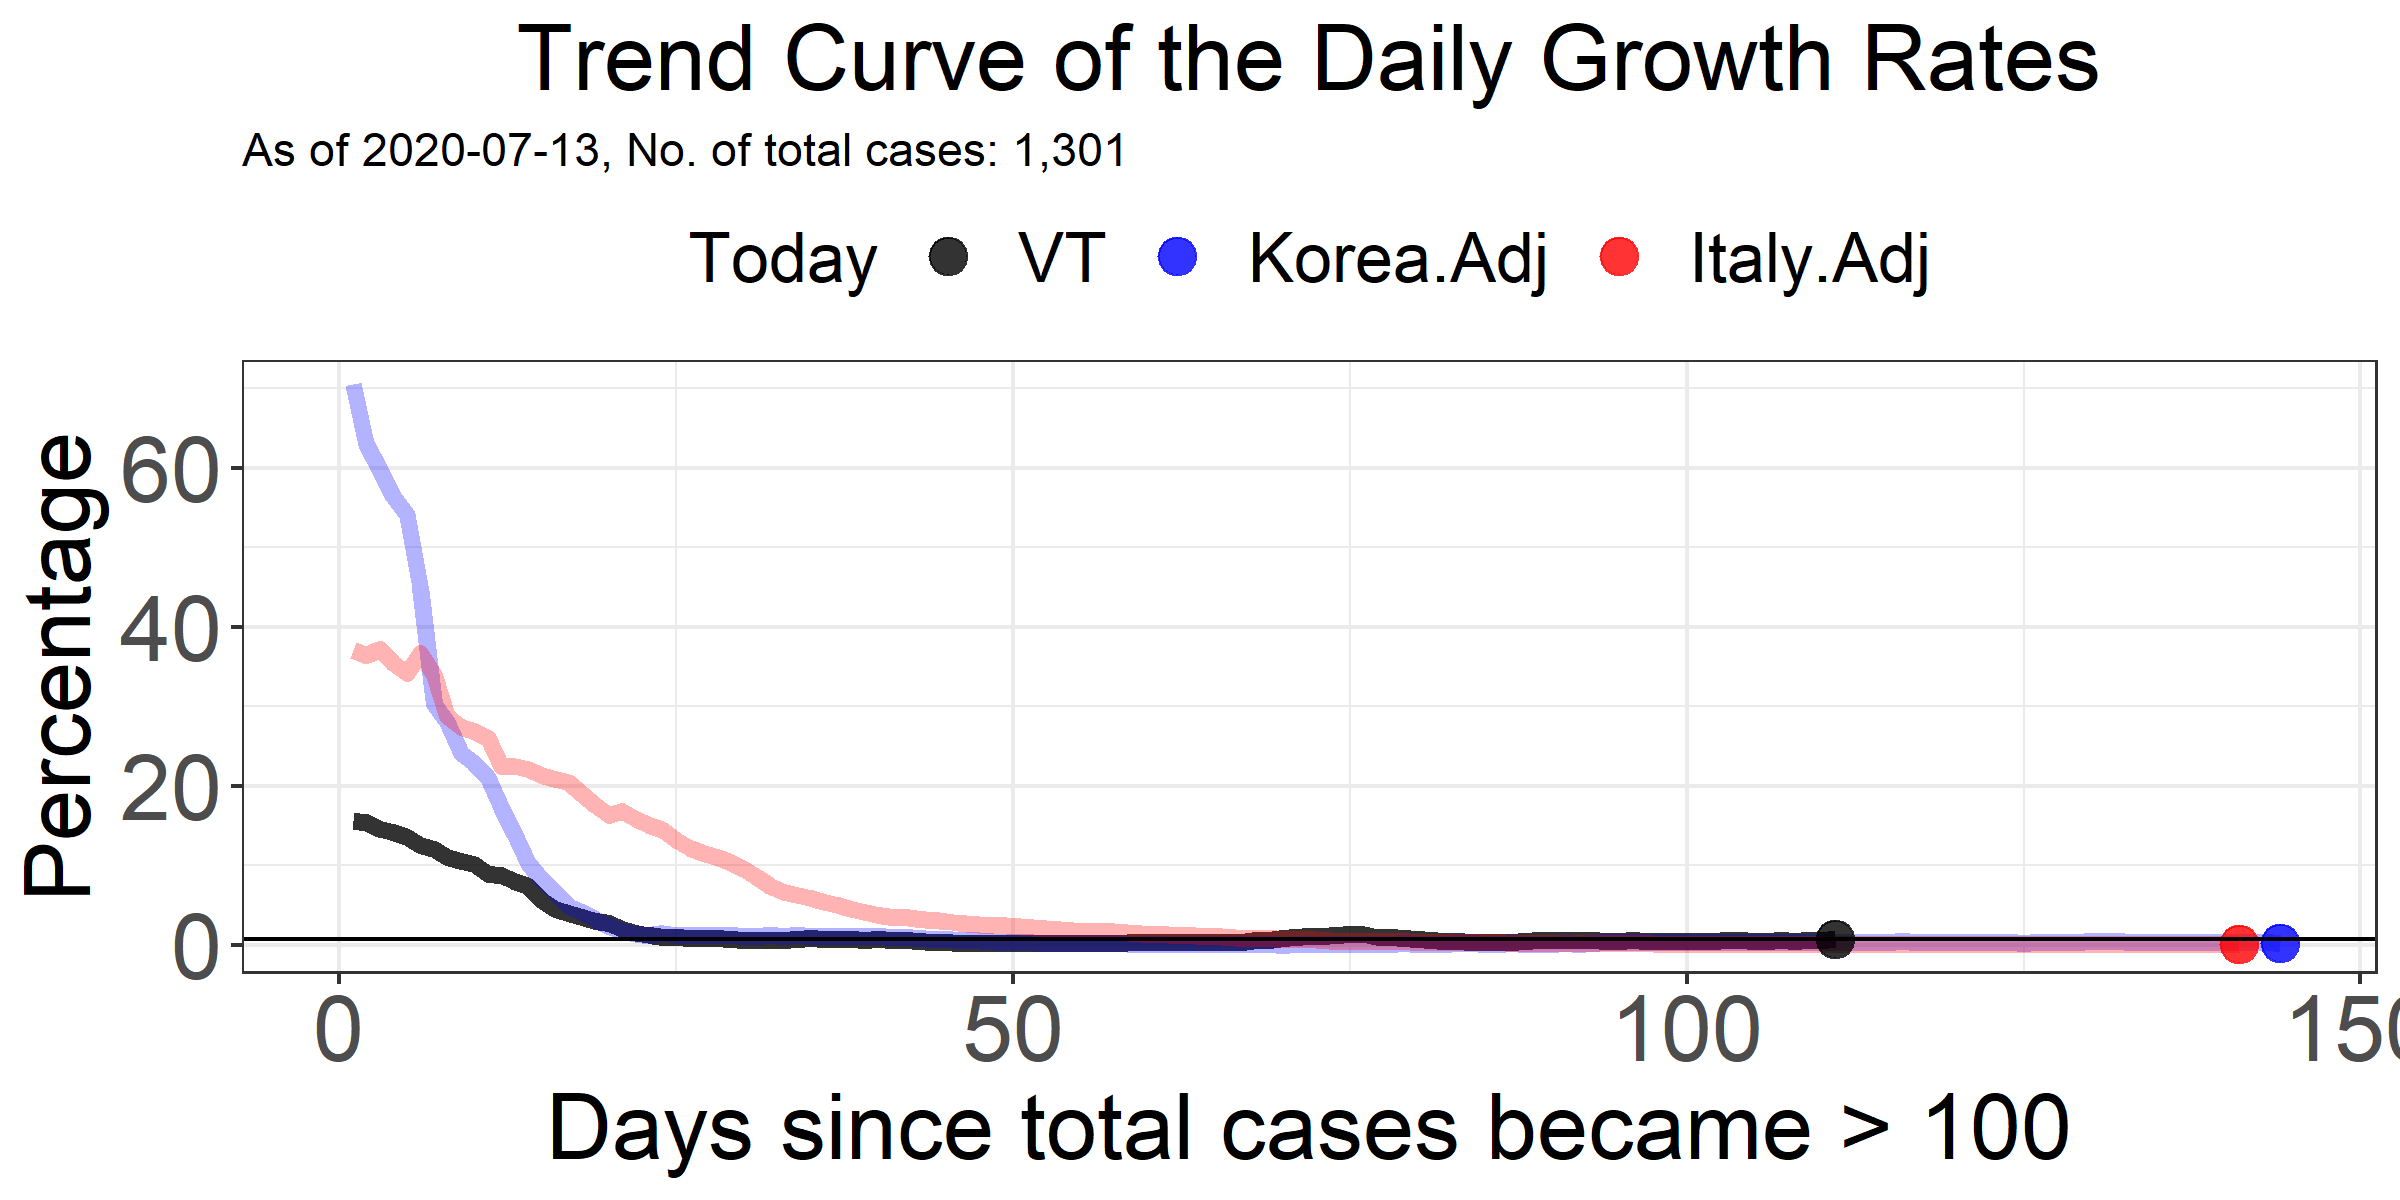 Trend Curve of the Daily Growth Rates
As of 2020-07-13, No. of total cases: 1,301
Today VT Korea.Adj Italy.Adj
Percentage
60
40
20
0
0 50 100 150
Days since total cases became > 100